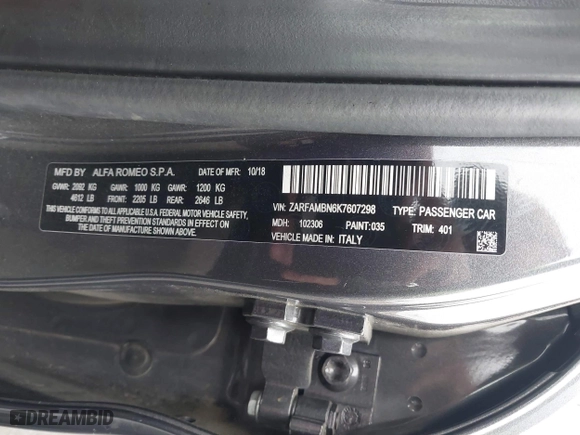 MFD BY ALFA ROMEO S.P.A. DATE OF MFR 10/18
GVWR: 2092 KG GAWR: 1000 KG GAWR: 1200 KG
4612 LB FRONT: 2205 LB REAR: 2646 LB
THIS VEHICLE CONFORMS TO ALL APPLICABLE U.S.A. FEDERAL MOTOR VEHICLE SAFETY,
BUMPER, AND THEFT PREVENTION STANDARDS IN EFFECT ON THE
DATE OF MANUFACTURE SHOWN ABOVE.
VIN: ZARFAMBN6K7607298 TYPE: PASSENGER CAR
MDH: 102306 PAINT: 035 TRIM: 401
VEHICLE MADE IN: ITALY
DREAMBID